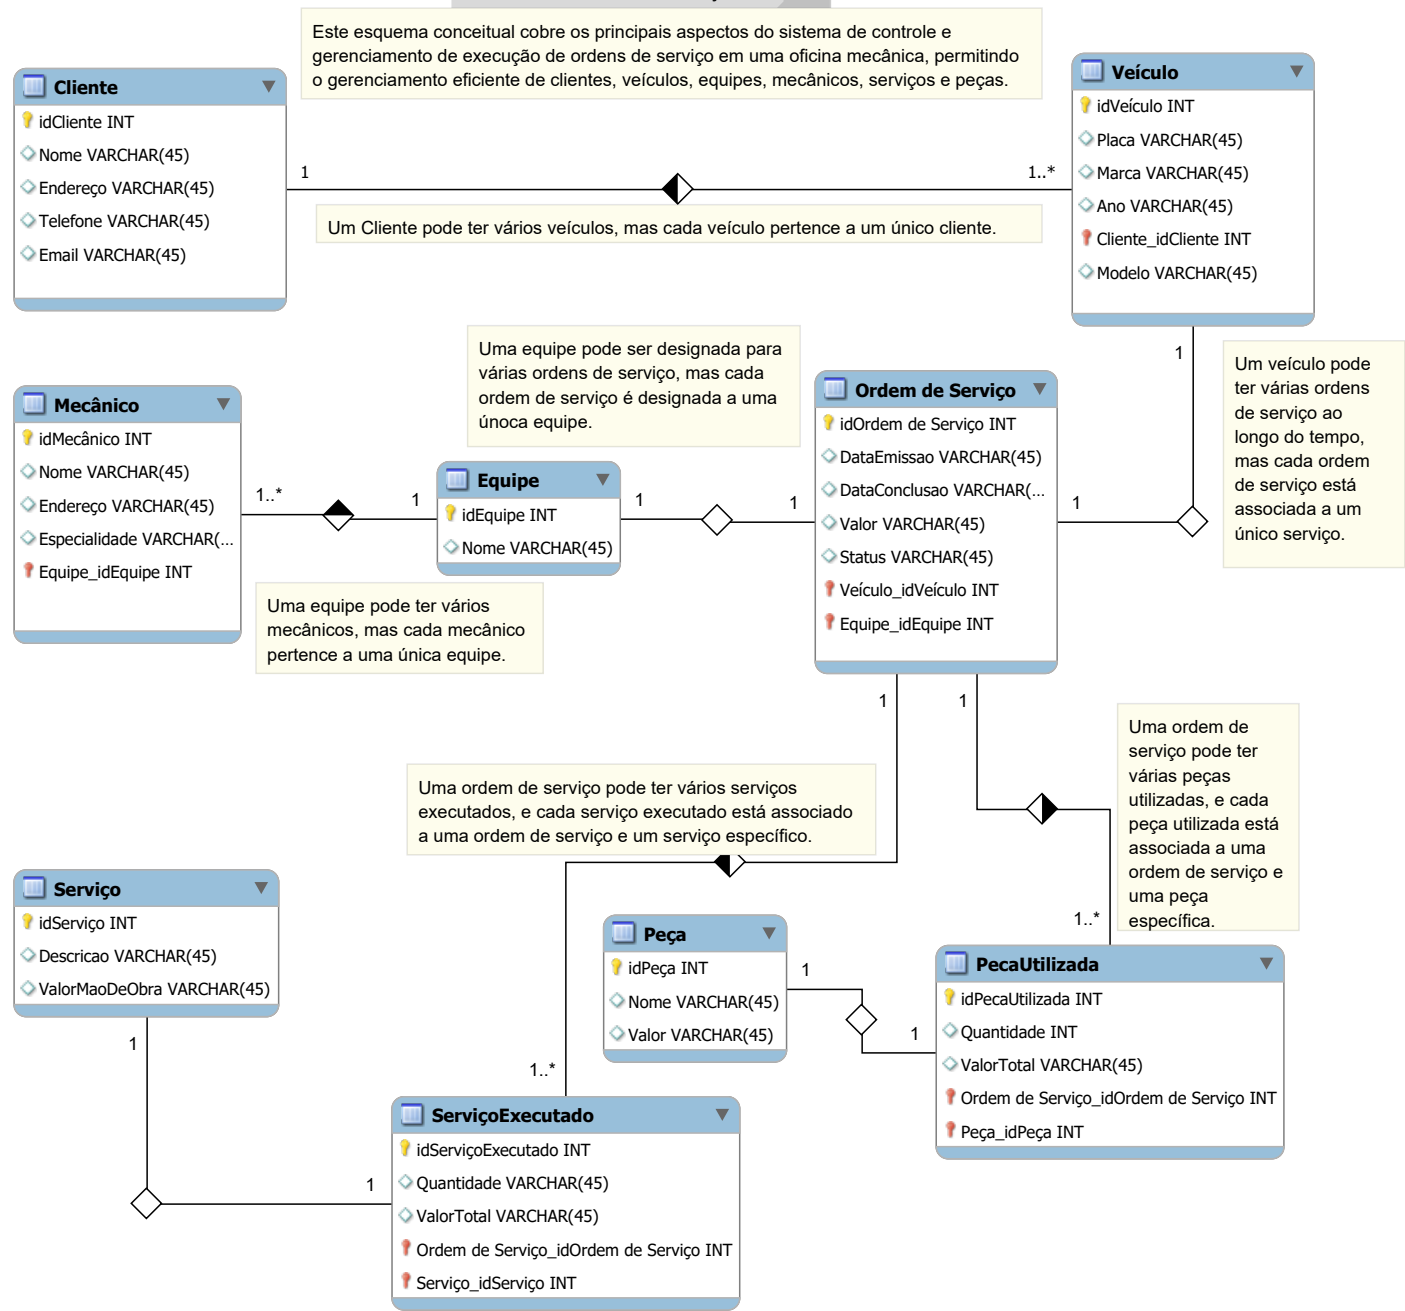 Este esquema conceitual cobre os principais aspectos do sistema de controle e
gerenciamento de execução de ordens de serviço em uma oficina mecânica, permitindo
o gerenciamento eficiente de clientes, veículos, equipes, mecânicos, serviços e peças.
Cliente
idCliente INT
Nome VARCHAR(45)
Endereço VARCHAR(45)
Telefone VARCHAR(45)
Email VARCHAR(45)
1
1..*
Um Cliente pode ter vários veículos, mas cada veículo pertence a um único cliente.
Veículo
idVeículo INT
Placa VARCHAR(45)
Marca VARCHAR(45)
Ano VARCHAR(45)
Cliente_idCliente INT
Modelo VARCHAR(45)
Mecânico
idMecânico INT
Nome VARCHAR(45)
Endereço VARCHAR(45)
Especialidade VARCHAR(...
Equipe_idEquipe INT
1..*
1
Uma equipe pode ter vários
mecânicos, mas cada mecânico
pertence a uma única equipe.
Uma equipe pode ser designada para
várias ordens de serviço, mas cada
ordem de serviço é designada a uma
únoca equipe.
Equipe
idEquipe INT
Nome VARCHAR(45)
1
1
Ordem de Serviço
idOrdem de Serviço INT
DataEmissao VARCHAR(45)
DataConclusao VARCHAR(...
Valor VARCHAR(45)
Status VARCHAR(45)
Veículo_idVeículo INT
Equipe_idEquipe INT
1
1
Um veículo pode
ter várias ordens
de serviço ao
longo do tempo,
mas cada ordem
de serviço está
associada a um
único serviço.
1
1
Uma ordem de serviço pode ter vários serviços
executados, e cada serviço executado está associado
a uma ordem de serviço e um serviço específico.
Uma ordem de
serviço pode ter
várias peças
utilizadas, e cada
peça utilizada está
associada a uma
ordem de serviço e
uma peça
específica.
1..*
Serviço
idServiço INT
Descricao VARCHAR(45)
ValorMaoDeObra VARCHAR(45)
1
Peça
idPeça INT
Nome VARCHAR(45)
Valor VARCHAR(45)
1
1
PecaUtilizada
idPecaUtilizada INT
Quantidade INT
ValorTotal VARCHAR(45)
Ordem de Serviço_idOrdem de Serviço INT
Peça_idPeça INT
1..*
1
ServiçoExecutado
idServiçoExecutado INT
Quantidade VARCHAR(45)
ValorTotal VARCHAR(45)
Ordem de Serviço_idOrdem de Serviço INT
Serviço_idServiço INT